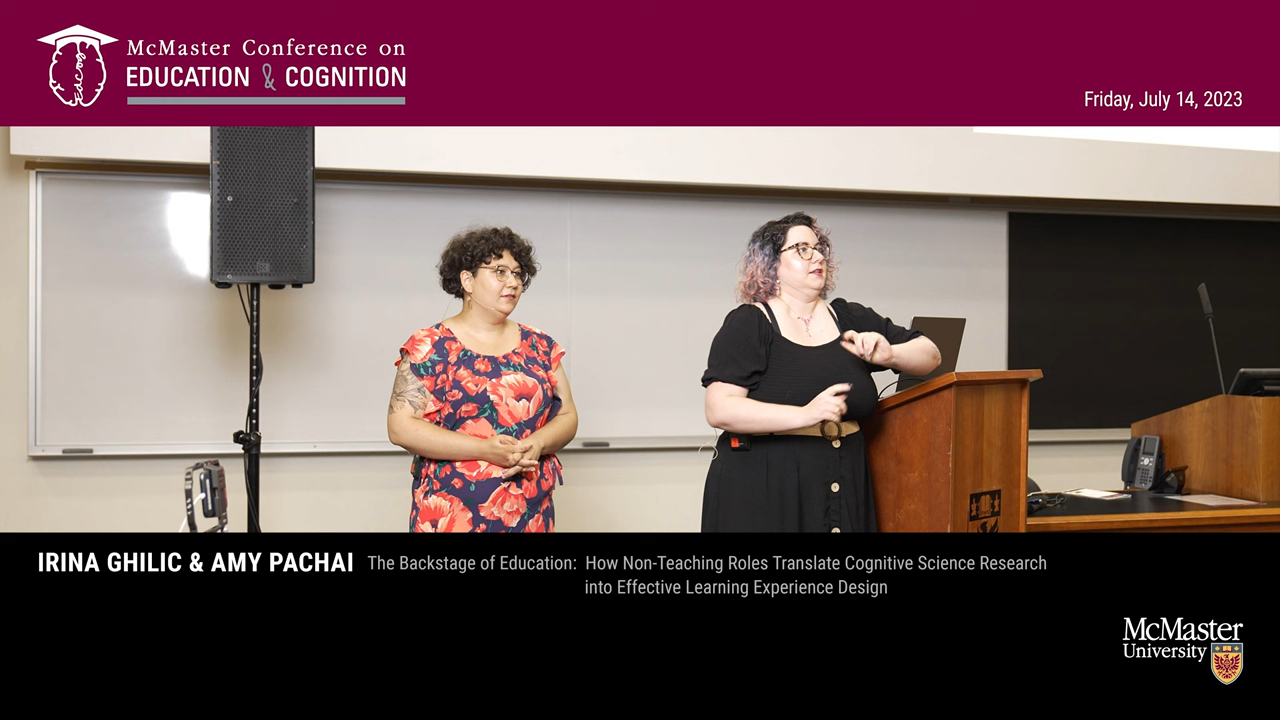 McMaster Conference on
EDUCATION & COGNITION
Friday, July 14, 2023
IRINA GHILIC & AMY PACHAI The Backstage of Education: How Non-Teaching Roles Translate Cognitive Science Research
into Effective Learning Experience Design
McMaster
University